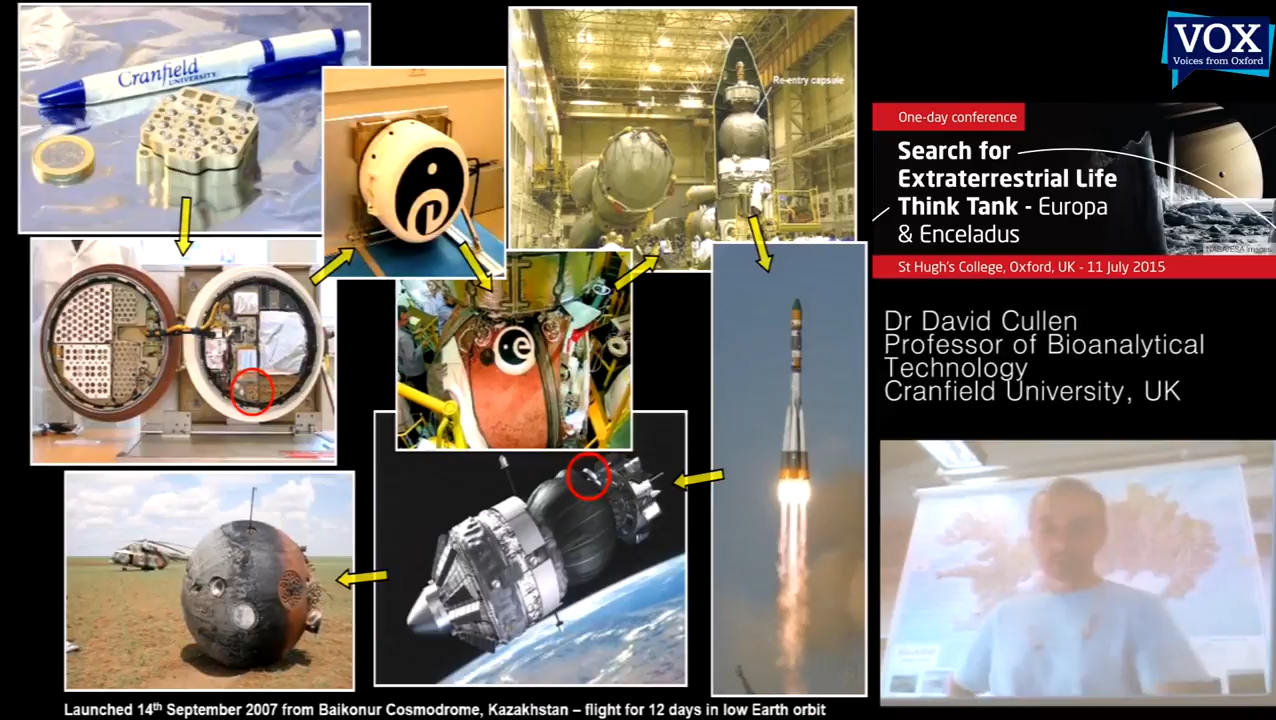 Cranfield
UNIVERSITY
Re-entry capsule
VOX
Voices from Oxford
One-day conference
Search for
Extraterrestrial Life
Think Tank - Europa
& Enceladus
NASA/ESA images
St Hugh's College, Oxford, UK - 11 July 2015
Dr David Cullen
Professor of Bioanalytical
Technology
Cranfield University, UK
Launched 14th September 2007 from Baikonur Cosmodrome, Kazakhstan – flight for 12 days in low Earth orbit